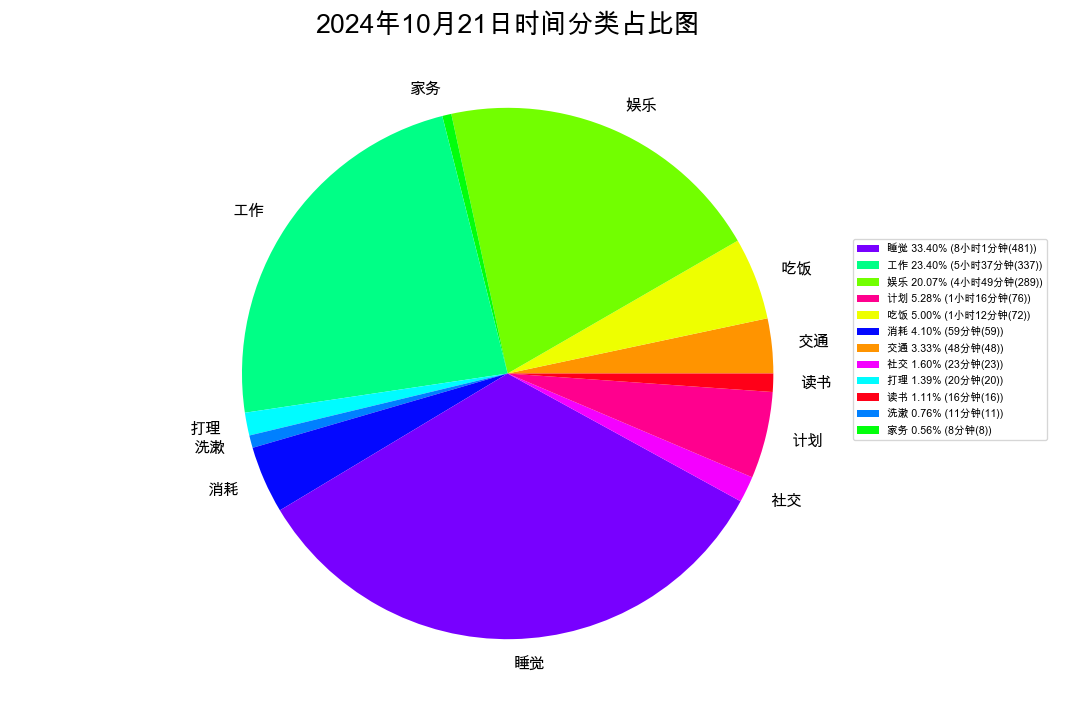 2024年10月21日时间分类占比图
家务
娱乐
工作
吃饭
交通
读书
打理
洗漱
计划
消耗
社交
睡觉
睡觉 33.40% (8小时1分钟(481))
工作 23.40% (5小时37分钟(337))
娱乐 20.07% (4小时49分钟(289))
计划 5.28% (1小时16分钟(76))
吃饭 5.00% (1小时12分钟(72))
消耗 4.10% (59分钟(59))
交通 3.33% (48分钟(48))
社交 1.60% (23分钟(23))
打理 1.39% (20分钟(20))
读书 1.11% (16分钟(16))
洗漱 0.76% (11分钟(11))
家务 0.56% (8分钟(8))